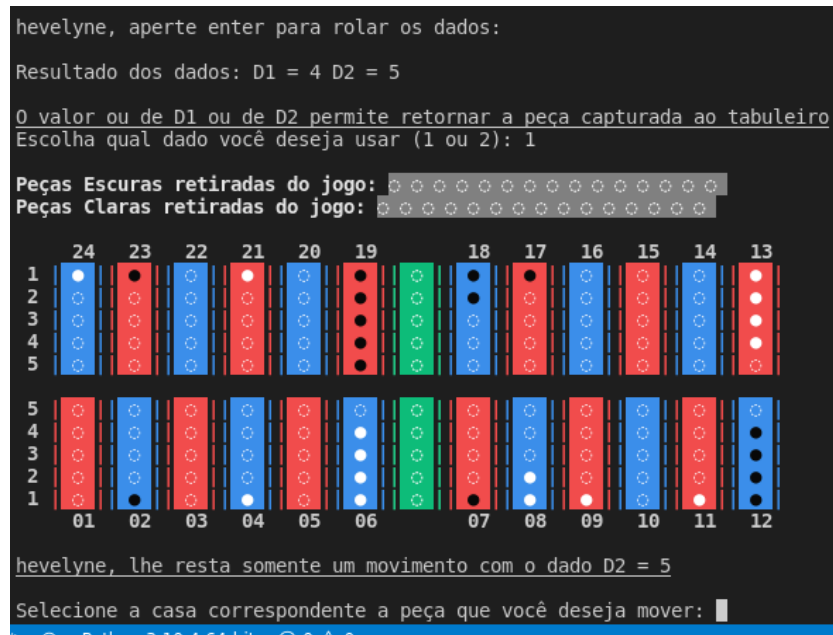 hevelyne, aperte enter para rolar os dados:
Resultado dos dados: D1 = 4 D2 = 5
O valor ou de D1 ou de D2 permite retornar a peça capturada ao tabuleiro
Escolha qual dado você deseja usar (1 ou 2): 1
Peças Escuras retiradas do jogo:
Peças Claras retiradas do jogo:
24 23 22 21 20 19 18 17 16 15 14 13
1
2
3
4
5
5
4
3
2
1
01 02 03 04 05 06 07 08 09 10 11 12
hevelyne, lhe resta somente um movimento com o dado D2 = 5
Selecione a casa correspondente a peça que você deseja mover: